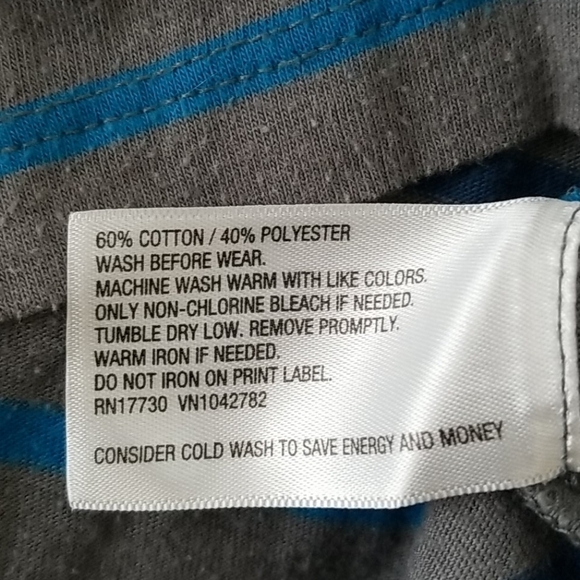 60% COTTON / 40% POLYESTER
WASH BEFORE WEAR.
MACHINE WASH WARM WITH LIKE COLORS.
ONLY NON-CHLORINE BLEACH IF NEEDED.
TUMBLE DRY LOW. REMOVE PROMPTLY.
WARM IRON IF NEEDED.
DO NOT IRON ON PRINT LABEL.
RN17730 VN1042782
CONSIDER COLD WASH TO SAVE ENERGY AND MONEY